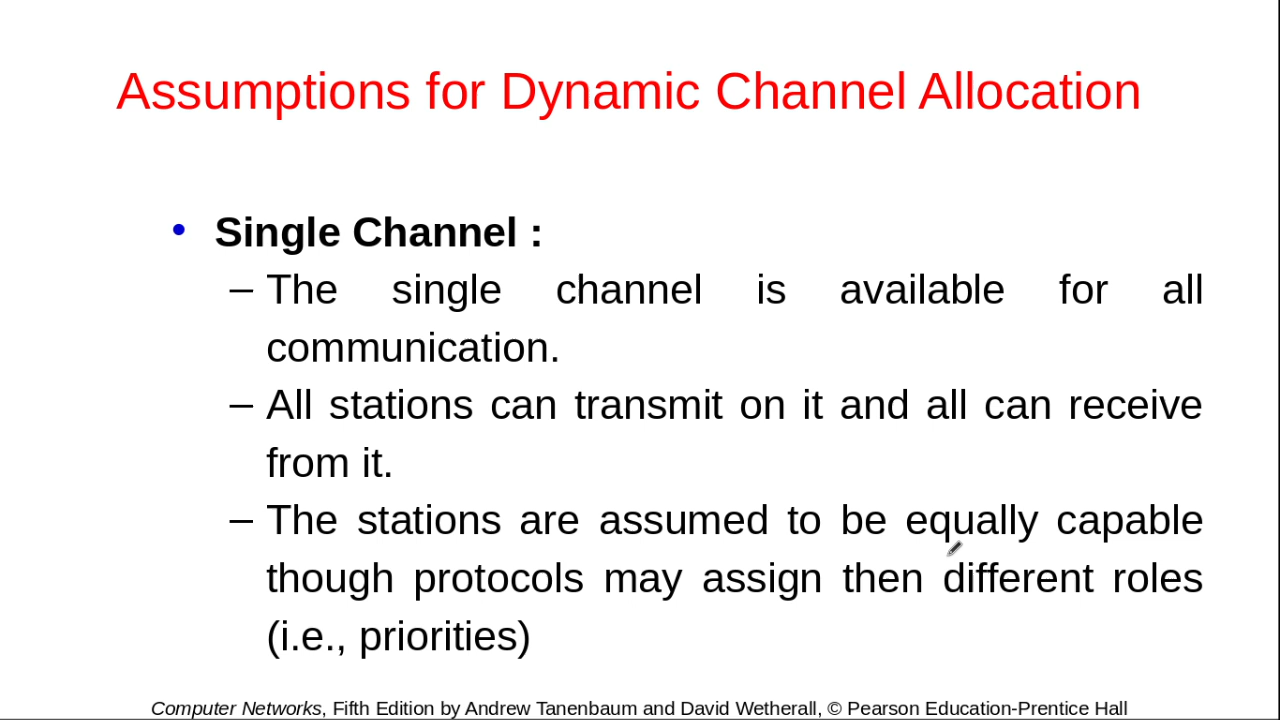 Assumptions for Dynamic Channel Allocation
• Single Channel :
– The single channel is available for all
communication.
– All stations can transmit on it and all can receive
from it.
– The stations are assumed to be equally capable
though protocols may assign then different roles
(i.e., priorities)
Computer Networks, Fifth Edition by Andrew Tanenbaum and David Wetherall, © Pearson Education-Prentice Hall